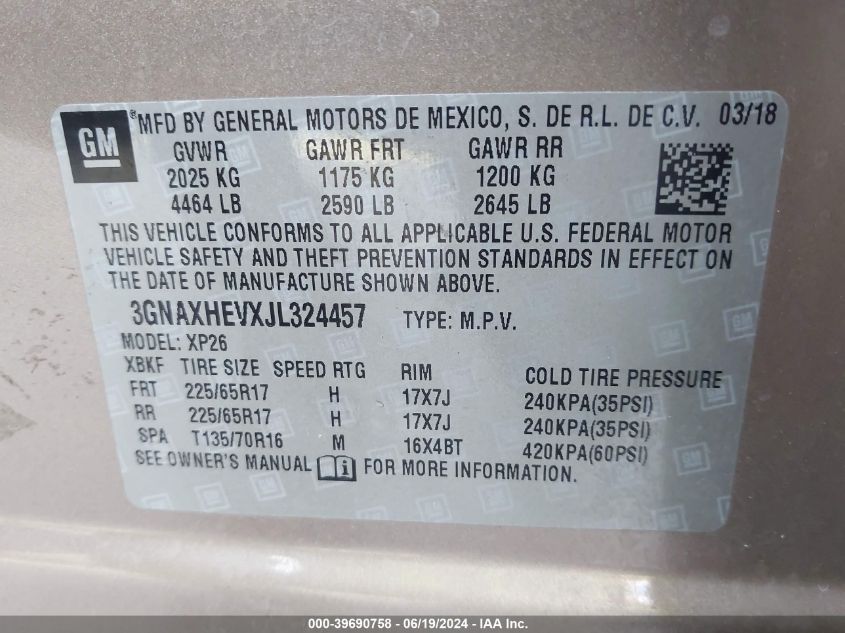 GM
® MFD BY GENERAL MOTORS DE MEXICO, S. DE R.L. DE C.V. 03/18
GVWR GAWR FRT GAWR RR
2025 KG 1175 KG 1200 KG
4464 LB 2590 LB 2645 LB
THIS VEHICLE CONFORMS TO ALL APPLICABLE U.S. FEDERAL MOTOR
VEHICLE SAFETY AND THEFT PREVENTION STANDARDS IN EFFECT ON
THE DATE OF MANUFACTURE SHOWN ABOVE.
3GNAXHEVXJL324457 TYPE: M.P.V.
MODEL: XP26
XBKF TIRE SIZE SPEED RTG RIM COLD TIRE PRESSURE
FRT 225/65R17 H 17X7J 240KPA(35PSI)
RR 225/65R17 H 17X7J 240KPA(35PSI)
SPA T135/70R16 M 16X4BT 420KPA(60PSI)
SEE OWNER'S MANUAL FOR MORE INFORMATION.
000-39690758 - 06/19/2024 - IAA Inc.